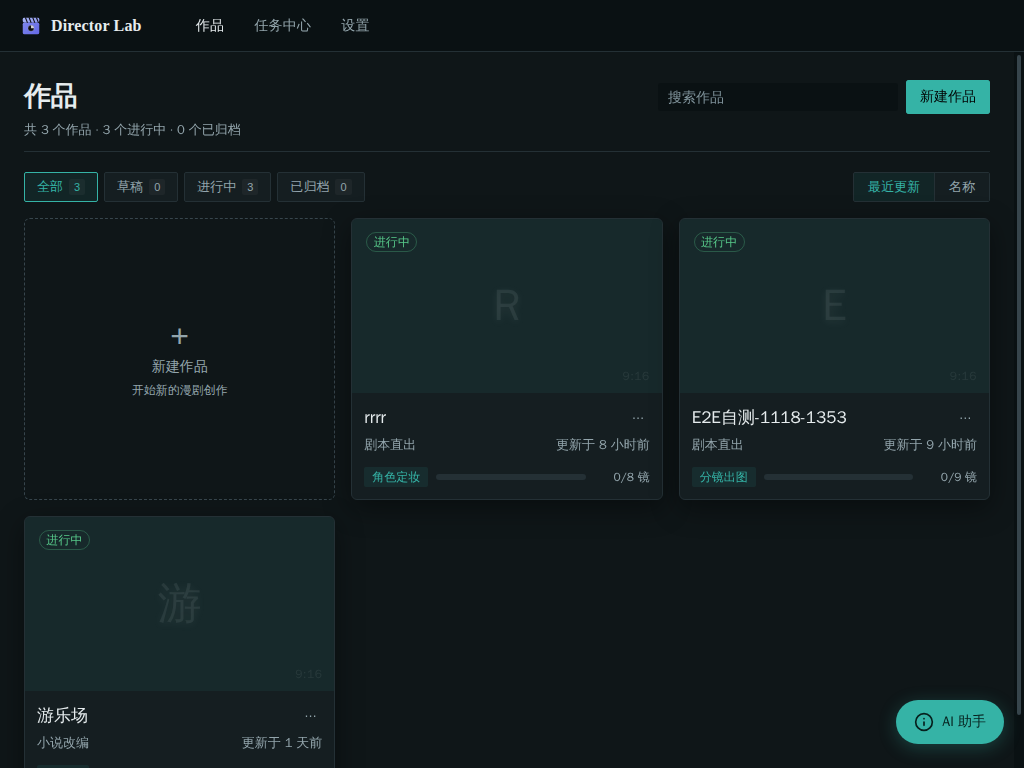 Director Lab 作品 任务中心 设置
作品
搜索作品 新建作品
共 3 个作品 · 3 个进行中 · 0 个已归档
全部 3 草稿 0 进行中 3 已归档 0 最近更新 名称
+
新建作品
开始新的漫剧创作
进行中
R
9:16
rrrr ...
剧本直出 更新于 8 小时前
角色定妆 0/8 镜
进行中
E
9:16
E2E自测-1118-1353 ...
剧本直出 更新于 9 小时前
分镜出图 0/9 镜
进行中
游
9:16
游乐场 ...
小说改编 更新于 1 天前
AI 助手